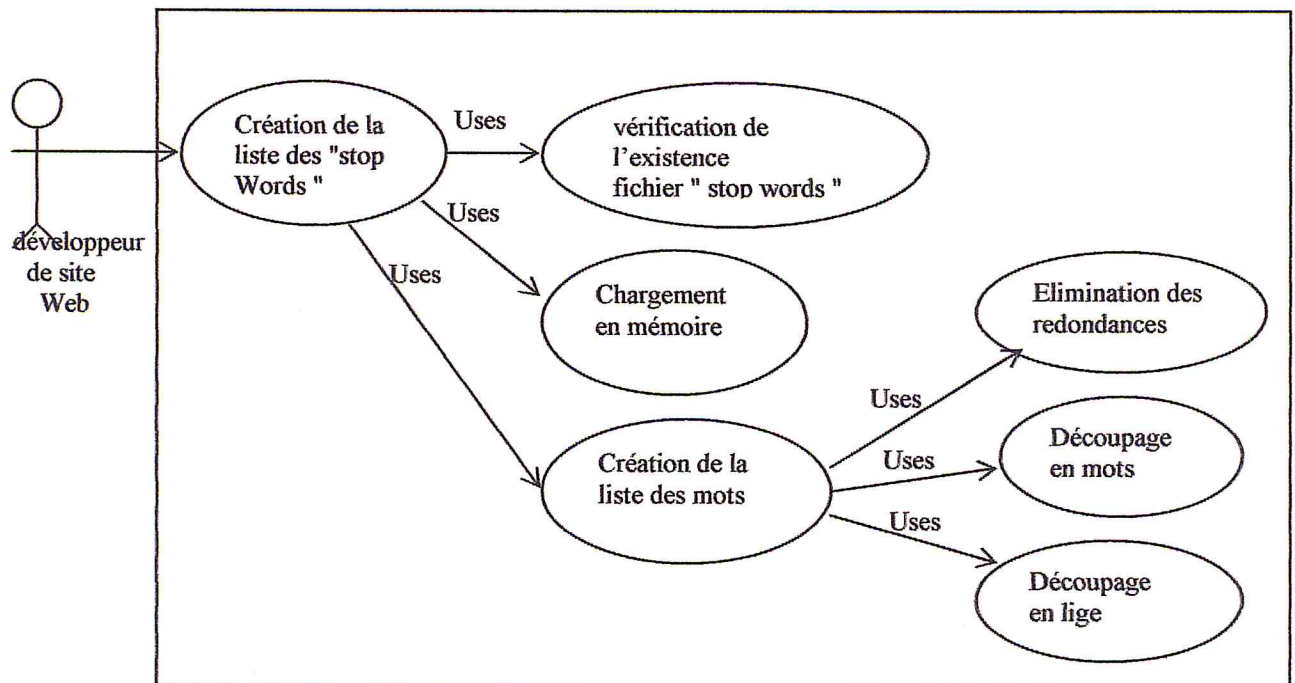 Création de la
liste des "stop
Words "
Uses
vérification de
l'existence
fichier " stop words "
développeur
de site
Web
Uses
Uses
Chargement
en mémoire
Elimination des
redondances
Uses
Création de la
liste des mots
Uses
Découpage
en mots
Uses
Découpage
en lige